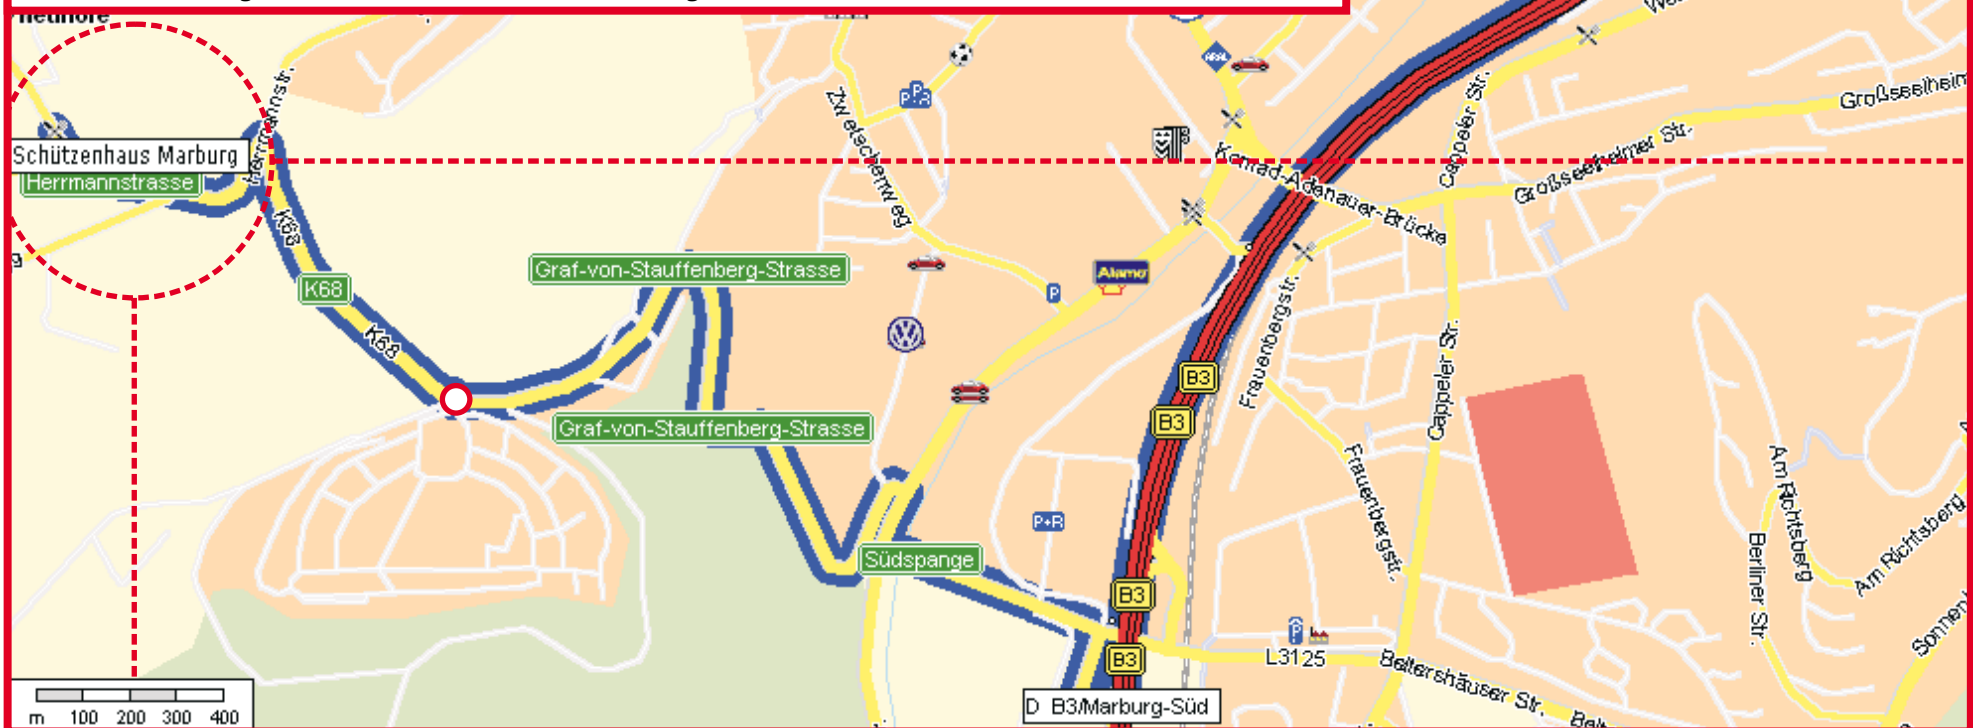 Herrmannstr.
Schützenhaus Marburg
Herrmannstrasse
K68
K68
K68
Graf-von-Stauffenberg-Strasse
Graf-von-Stauffenberg-Strasse
Südspange
Zwetschenweg
P
ARAL
Alamo
P+R
Konrad-Adenauer-Brücke
Cappeler Str.
Großseelheimer Str.
Großseelheim
Frauenbergstr.
Cappeler Str.
B3
B3
Frauenbergstr.
B3
B3
P
L3125
Beltershäuser Str.
Am Richtsberg
Am Richtsberg
Berliner Str.
D B3/Marburg-Süd
m 100 200 300 400